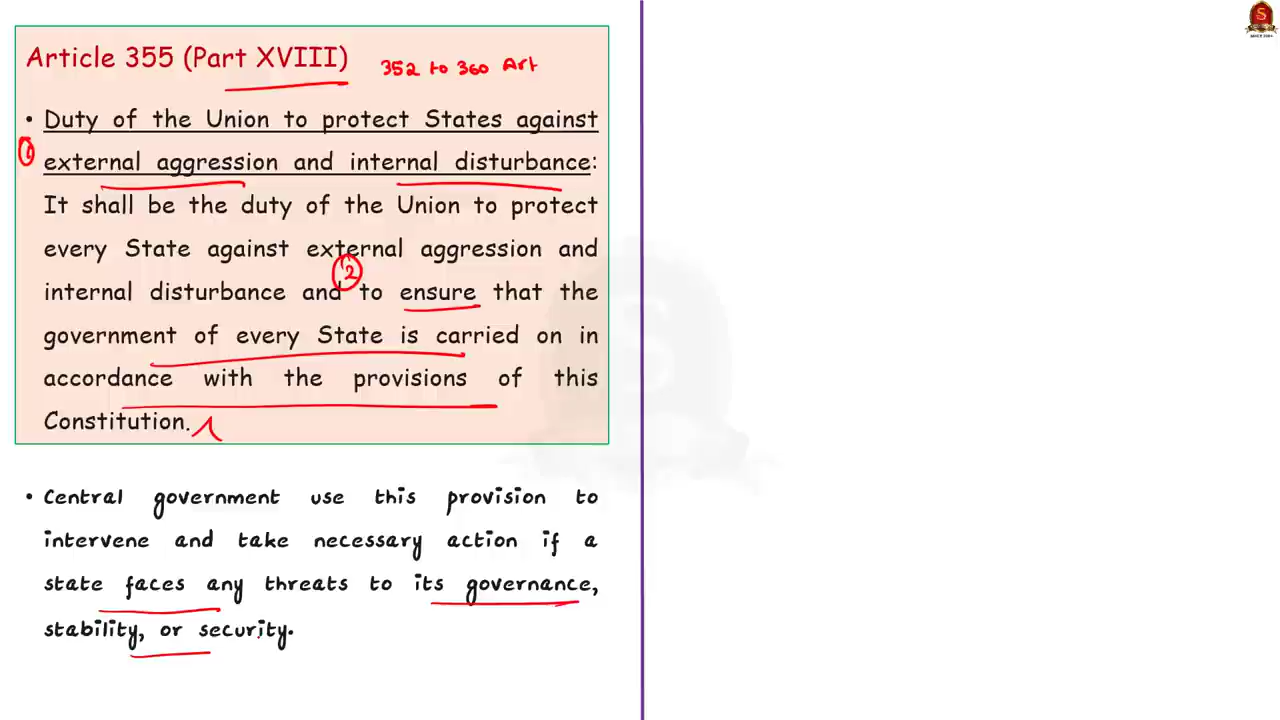 Article 355 (Part XVIII) 352 to 360 Art
• Duty of the Union to protect States against
① external aggression and internal disturbance:
It shall be the duty of the Union to protect
every State against external aggression and
②
internal disturbance and to ensure that the
government of every State is carried on in
accordance with the provisions of this
Constitution.
• Central government use this provision to
intervene and take necessary action if a
state faces any threats to its governance,
stability, or security.
S